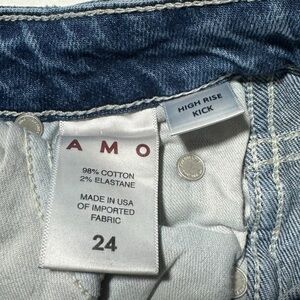 HIGH RISE
KICK
AMO
98% COTTON
2% ELASTANE
MADE IN USA
OF IMPORTED
FABRIC
24